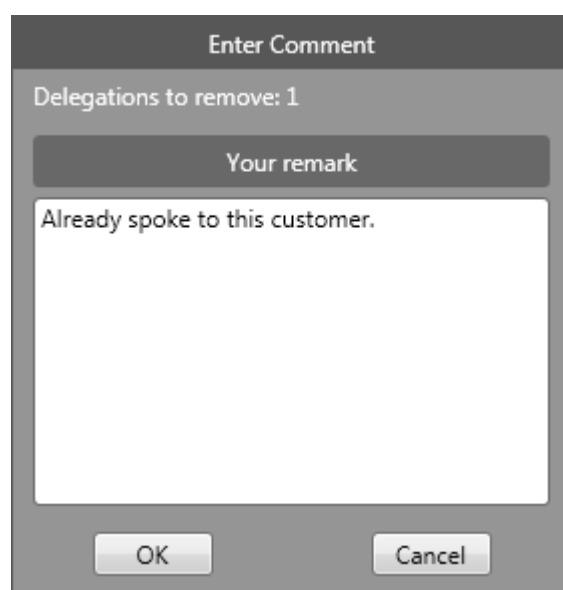 Enter Comment
Delegations to remove: 1
Your remark
Already spoke to this customer.
OK
Cancel